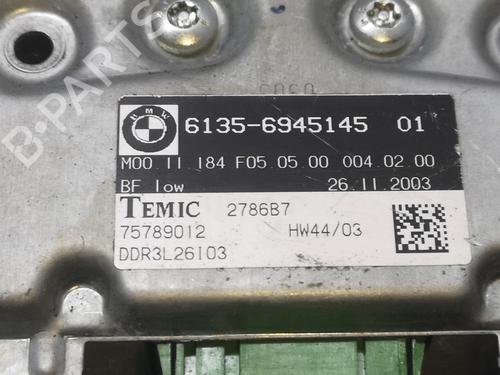 BMW
6135-6945145 01
M00 11 184 F05.05.00 004.02.00
BF low 26.11.2003
TEMIC 2786B7
75789012 HW44/03
DDR3L26103
B-Parts